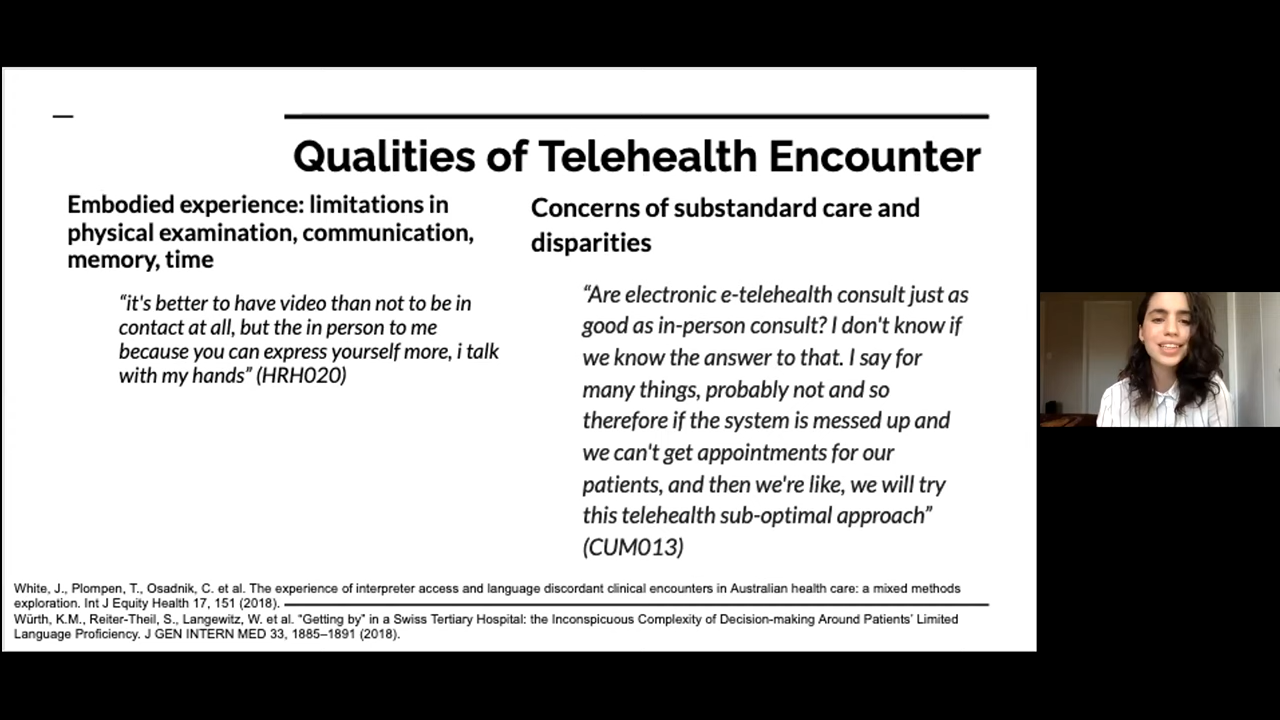 Qualities of Telehealth Encounter
Embodied experience: limitations in
physical examination, communication,
memory, time
“it's better to have video than not to be in
contact at all, but the in person to me
because you can express yourself more, i talk
with my hands” (HRH020)
Concerns of substandard care and
disparities
“Are electronic e-telehealth consult just as
good as in-person consult? I don't know if
we know the answer to that. I say for
many things, probably not and so
therefore if the system is messed up and
we can't get appointments for our
patients, and then we're like, we will try
this telehealth sub-optimal approach”
(CUM013)
White, J., Plompen, T., Osadnik, C. et al. The experience of interpreter access and language discordant clinical encounters in Australian health care: a mixed methods
exploration. Int J Equity Health 17, 151 (2018).
Würth, K.M., Reiter-Theil, S., Langewitz, W. et al. “Getting by” in a Swiss Tertiary Hospital: the Inconspicuous Complexity of Decision-making Around Patients’ Limited
Language Proficiency. J GEN INTERN MED 33, 1885–1891 (2018).